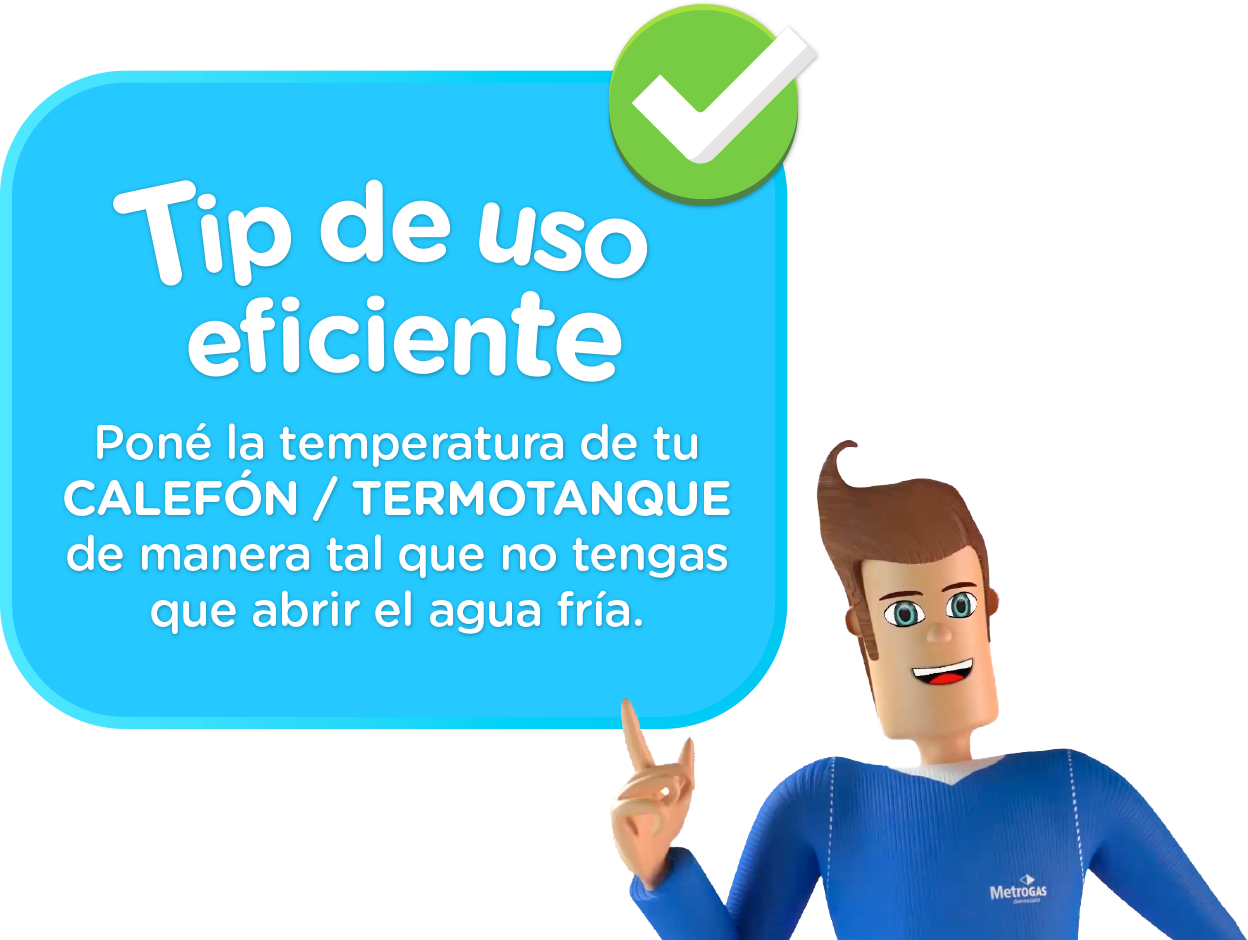 Tip de uso
eficiente
Poné la temperatura de tu
CALEFÓN / TERMOTANQUE
de manera tal que no tengas
que abrir el agua fría.
MetroGAS